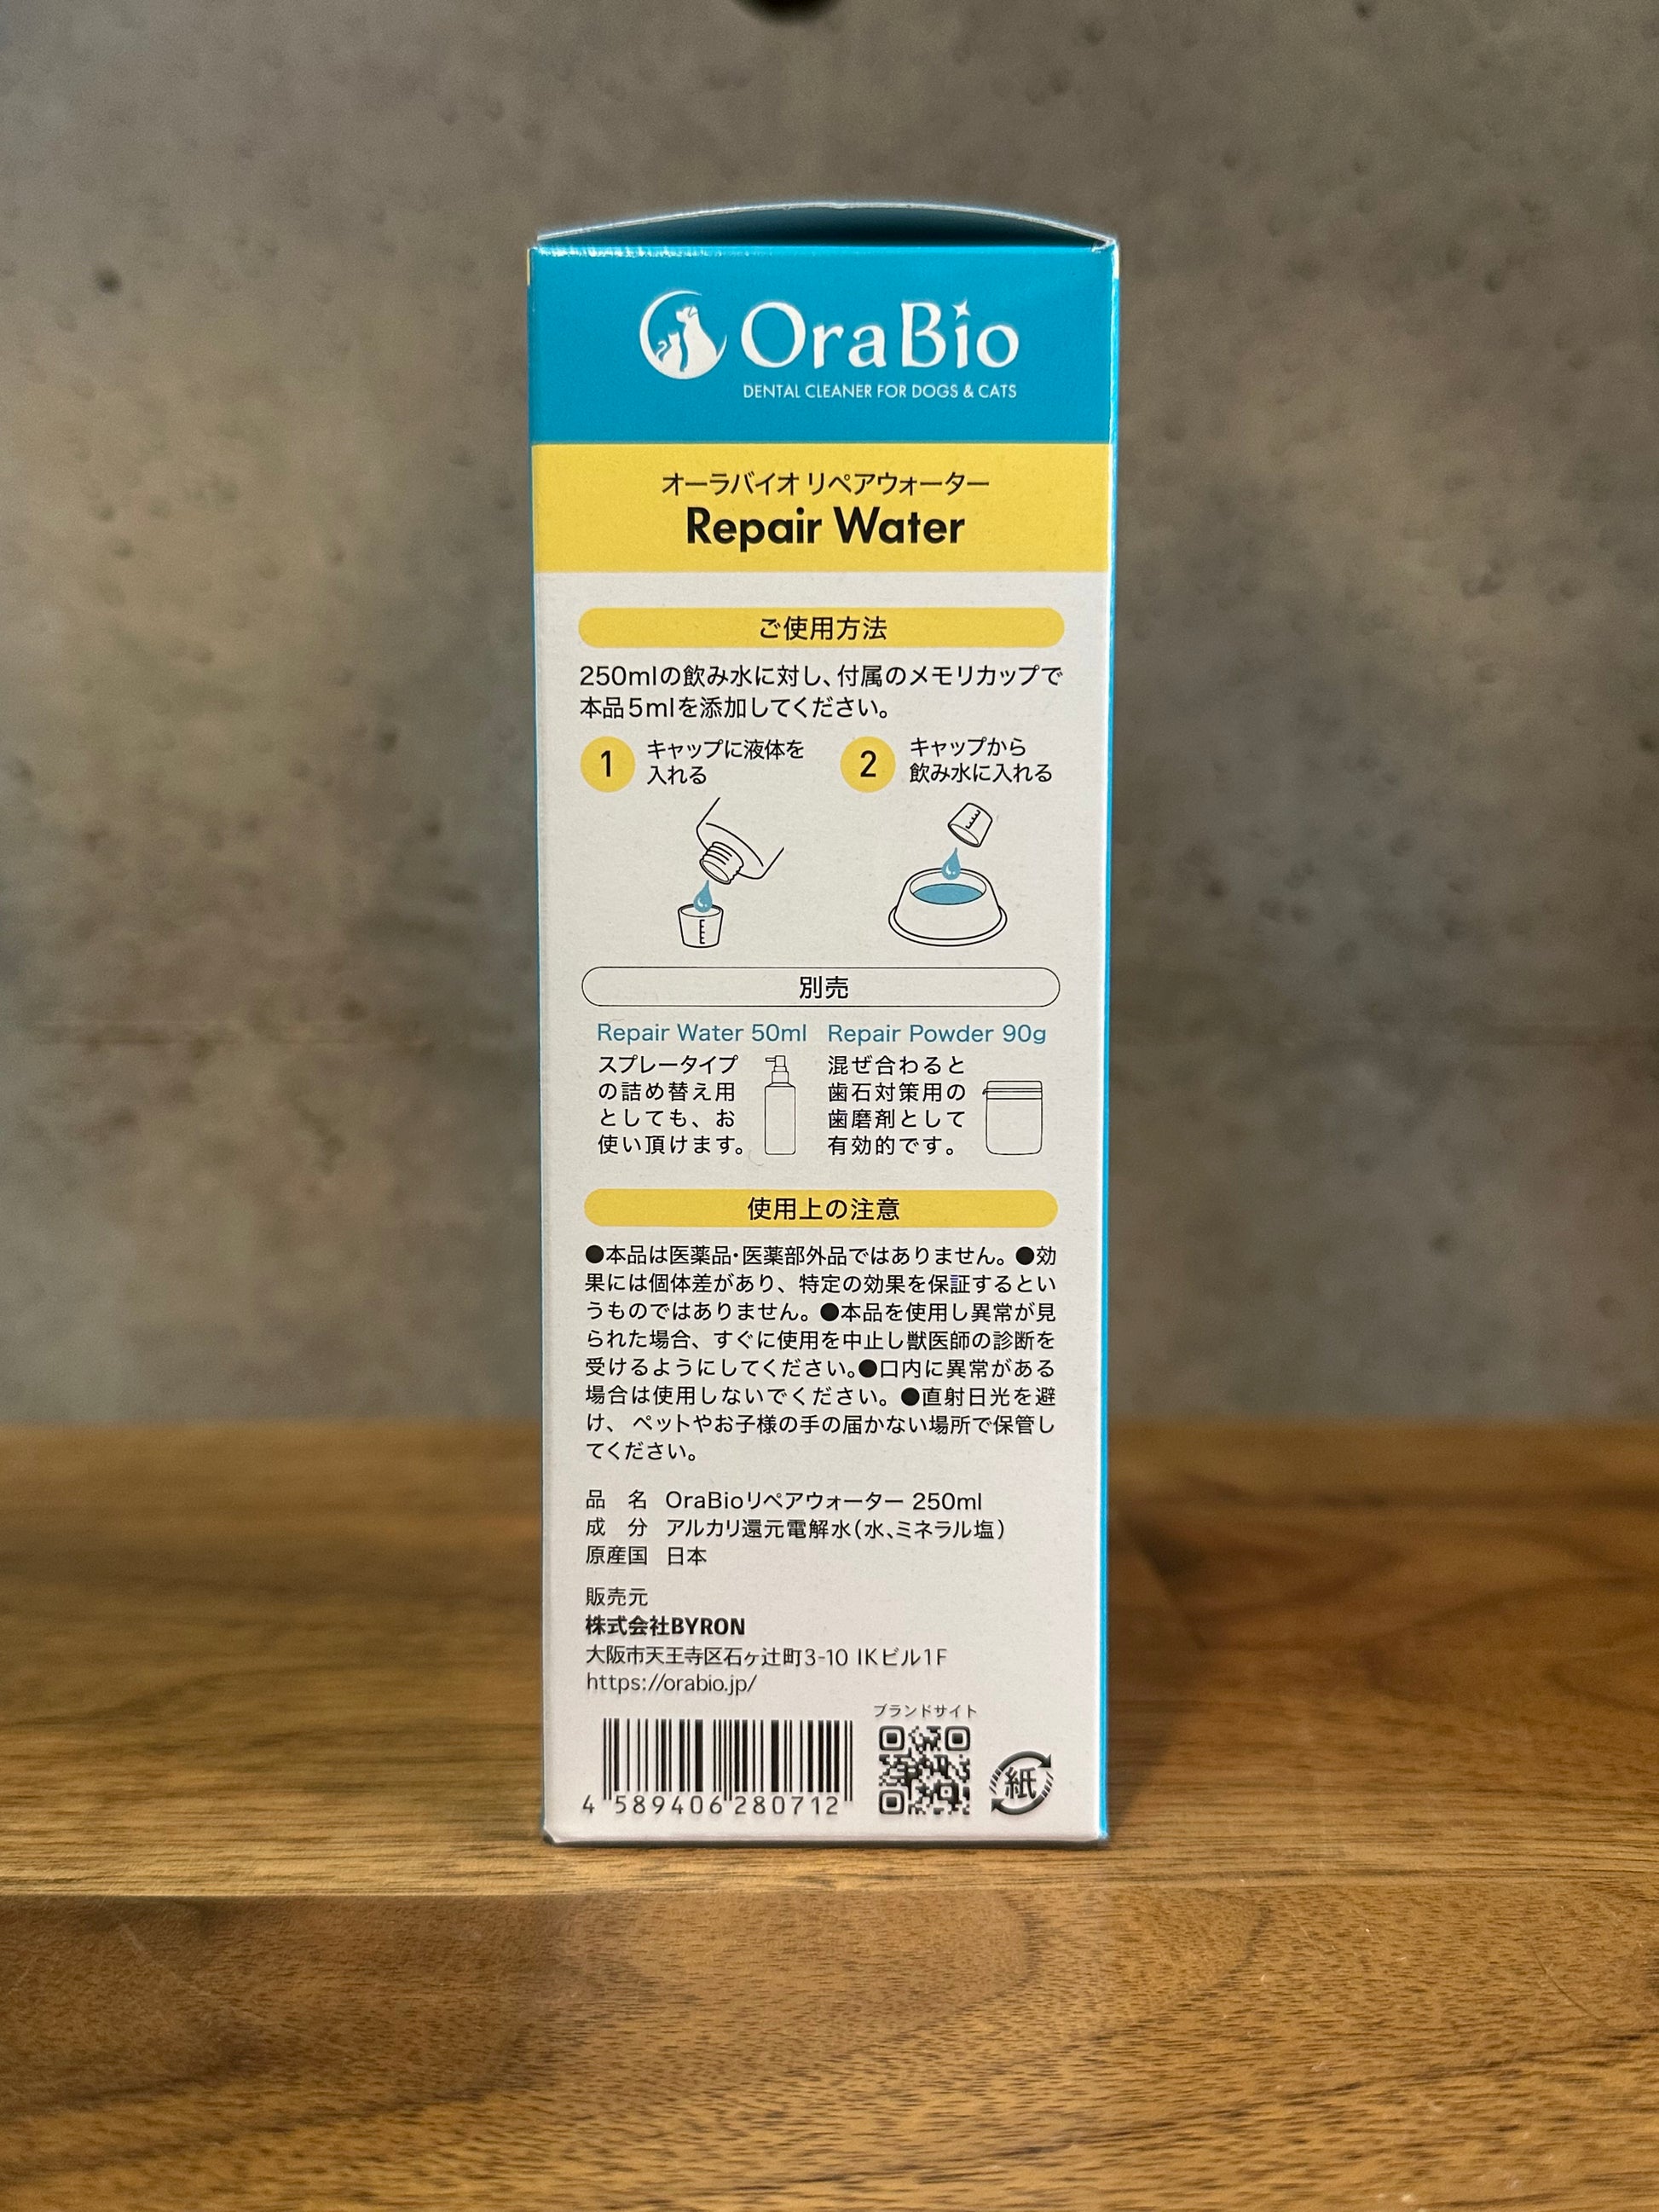 OraBio
DENTAL CLEANER FOR DOGS & CATS
オーラバイオ リペアウォーター
Repair Water
ご使用方法
250mlの飲み水に対し、付属のメモリカップで
本品5mlを添加してください。
1 キャップに液体を
入れる
2 キャップから
飲み水に入れる
別売
Repair Water 50ml
スプレータイプ
の詰め替え用
としても、お
使い頂けます。
Repair Powder 90g
混ぜ合わると
歯石対策用の
歯磨剤として
有効的です。
使用上の注意
●本品は医薬品・医薬部外品ではありません。●効
果には個体差があり、特定の効果を保証するとい
うものではありません。●本品を使用し異常が見
られた場合、すぐに使用を中止し獣医師の診断を
受けるようにしてください。●口内に異常がある
場合は使用しないでください。●直射日光を避
け、ペットやお子様の手の届かない場所で保管し
てください。
品 名 OraBioリペアウォーター 250ml
成 分 アルカリ還元電解水(水、ミネラル塩)
原産国 日本
販売元
株式会社BYRON
大阪市天王寺区石ヶ辻町3-10 IKビル1F
https://orabio.jp/
ブランドサイト
4 589406 280712
紙